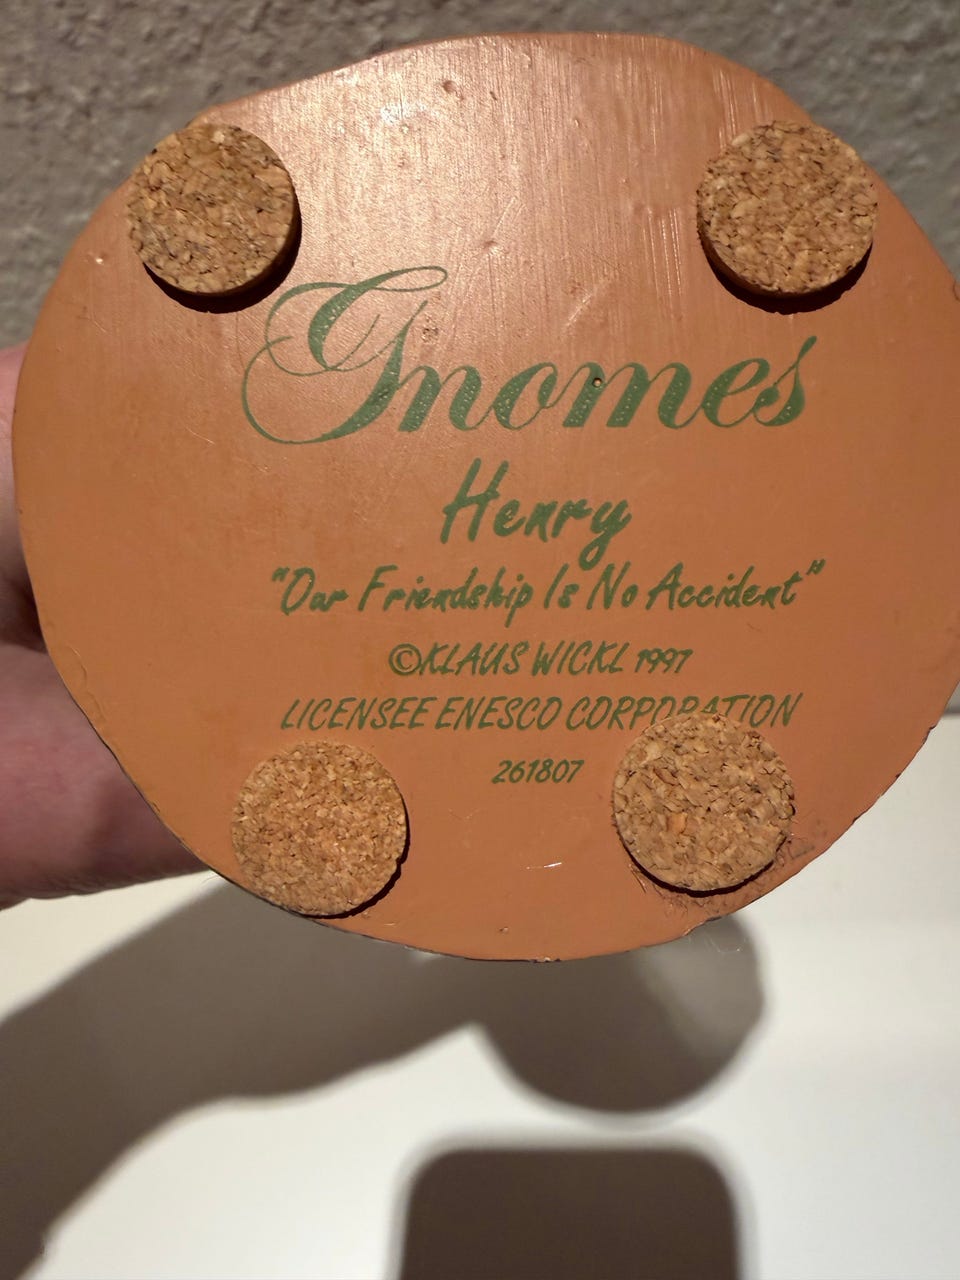 Gnomes
Henry
"Our Friendship Is No Accident"
©KLAUS WICKL 1997
LICENSEE ENESCO CORPORATION
261807